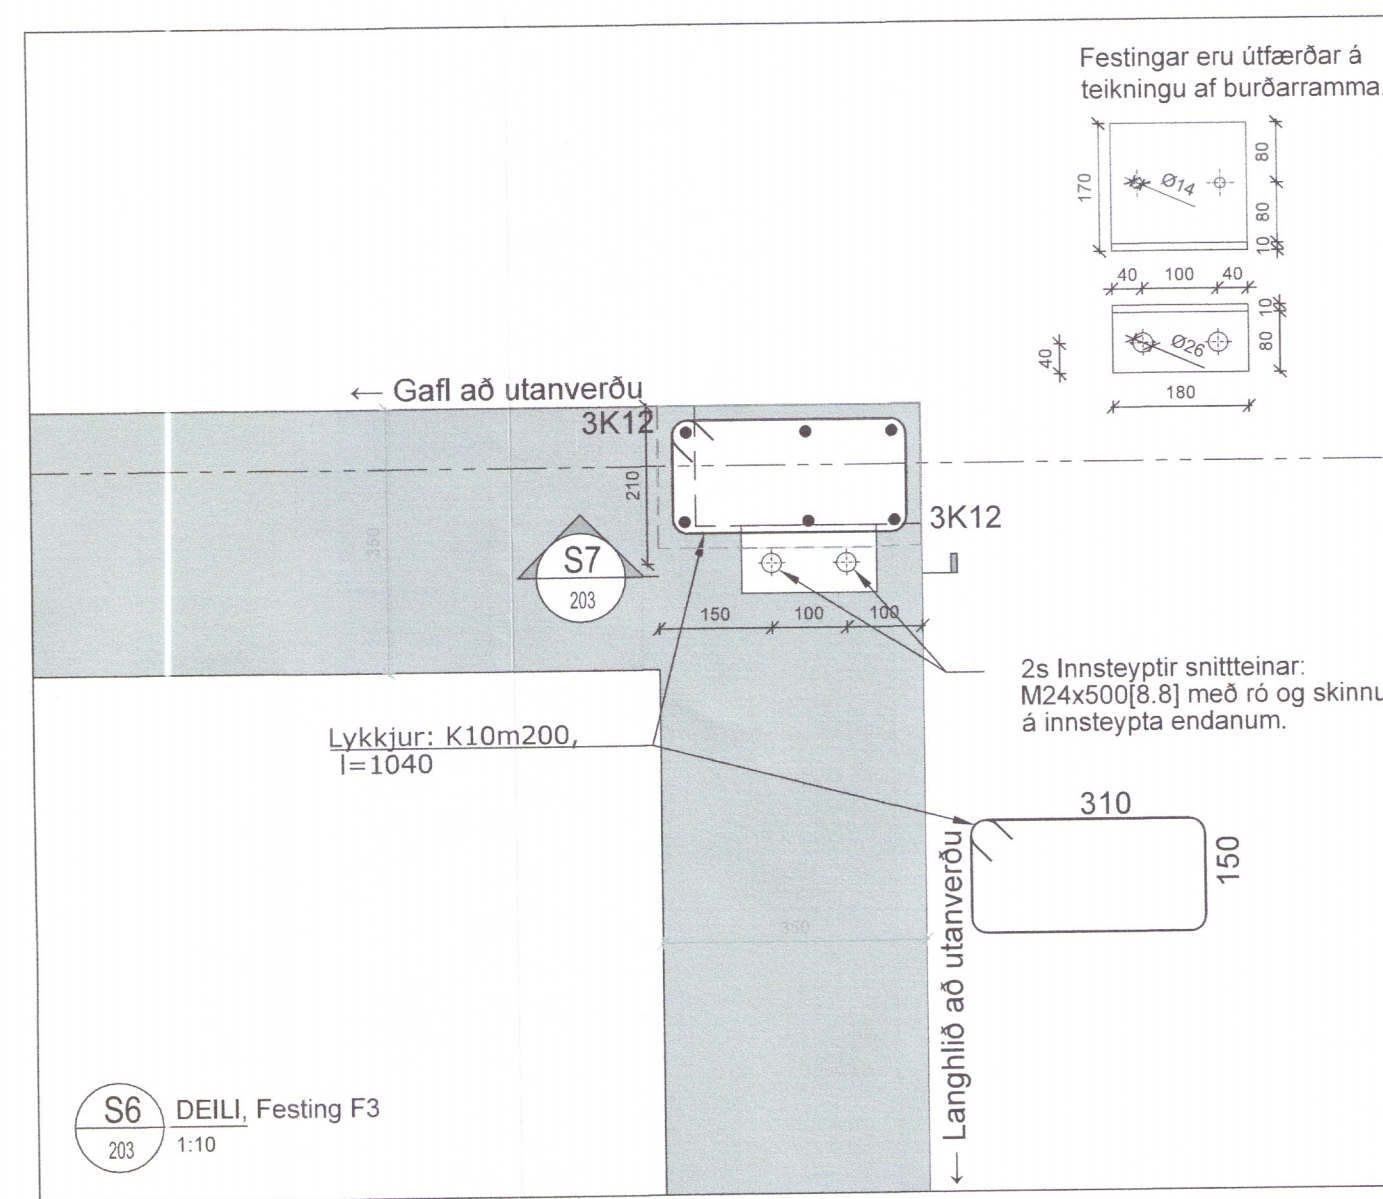 Festingar eru útfærðar á
teikningu af burðarramma.
170
Ø14
80
80
10
40 100 40
10
80
40
Ø26
180
← Gafl að utanverðu
3K12
210
350
S7
203
3K12
150 100 100
2s Innsteyptir snittteinar:
M24x500[8.8] með ró og skinnu
á innsteypta endanum.
Lykkjur: K10m200,
l=1040
310
150
350
← Langhlið að utanverðu
S6
203
DEILI, Festing F3
1:10